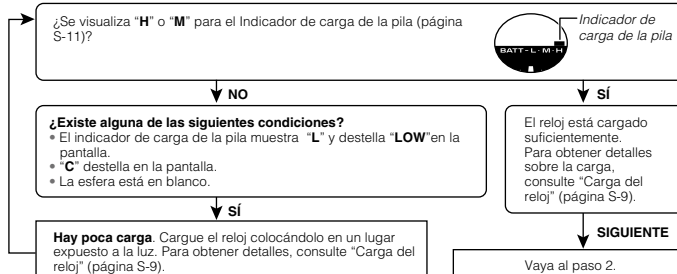 ¿Se visualiza “H” o “M” para el Indicador de carga de la pila (página
S-11)?
BATT-L-M-H
Indicador de
carga de la pila
NO
SÍ
¿Existe alguna de las siguientes condiciones?
• El indicador de carga de la pila muestra “L” y destella “LOW”en la
pantalla.
• “C” destella en la pantalla.
• La esfera está en blanco.
El reloj está cargado
suficientemente.
Para obtener detalles
sobre la carga,
consulte “Carga del
reloj” (página S-9).
SÍ
SIGUIENTE
Hay poca carga. Cargue el reloj colocándolo en un lugar
expuesto a la luz. Para obtener detalles, consulte “Carga del
reloj” (página S-9).
Vaya al paso 2.